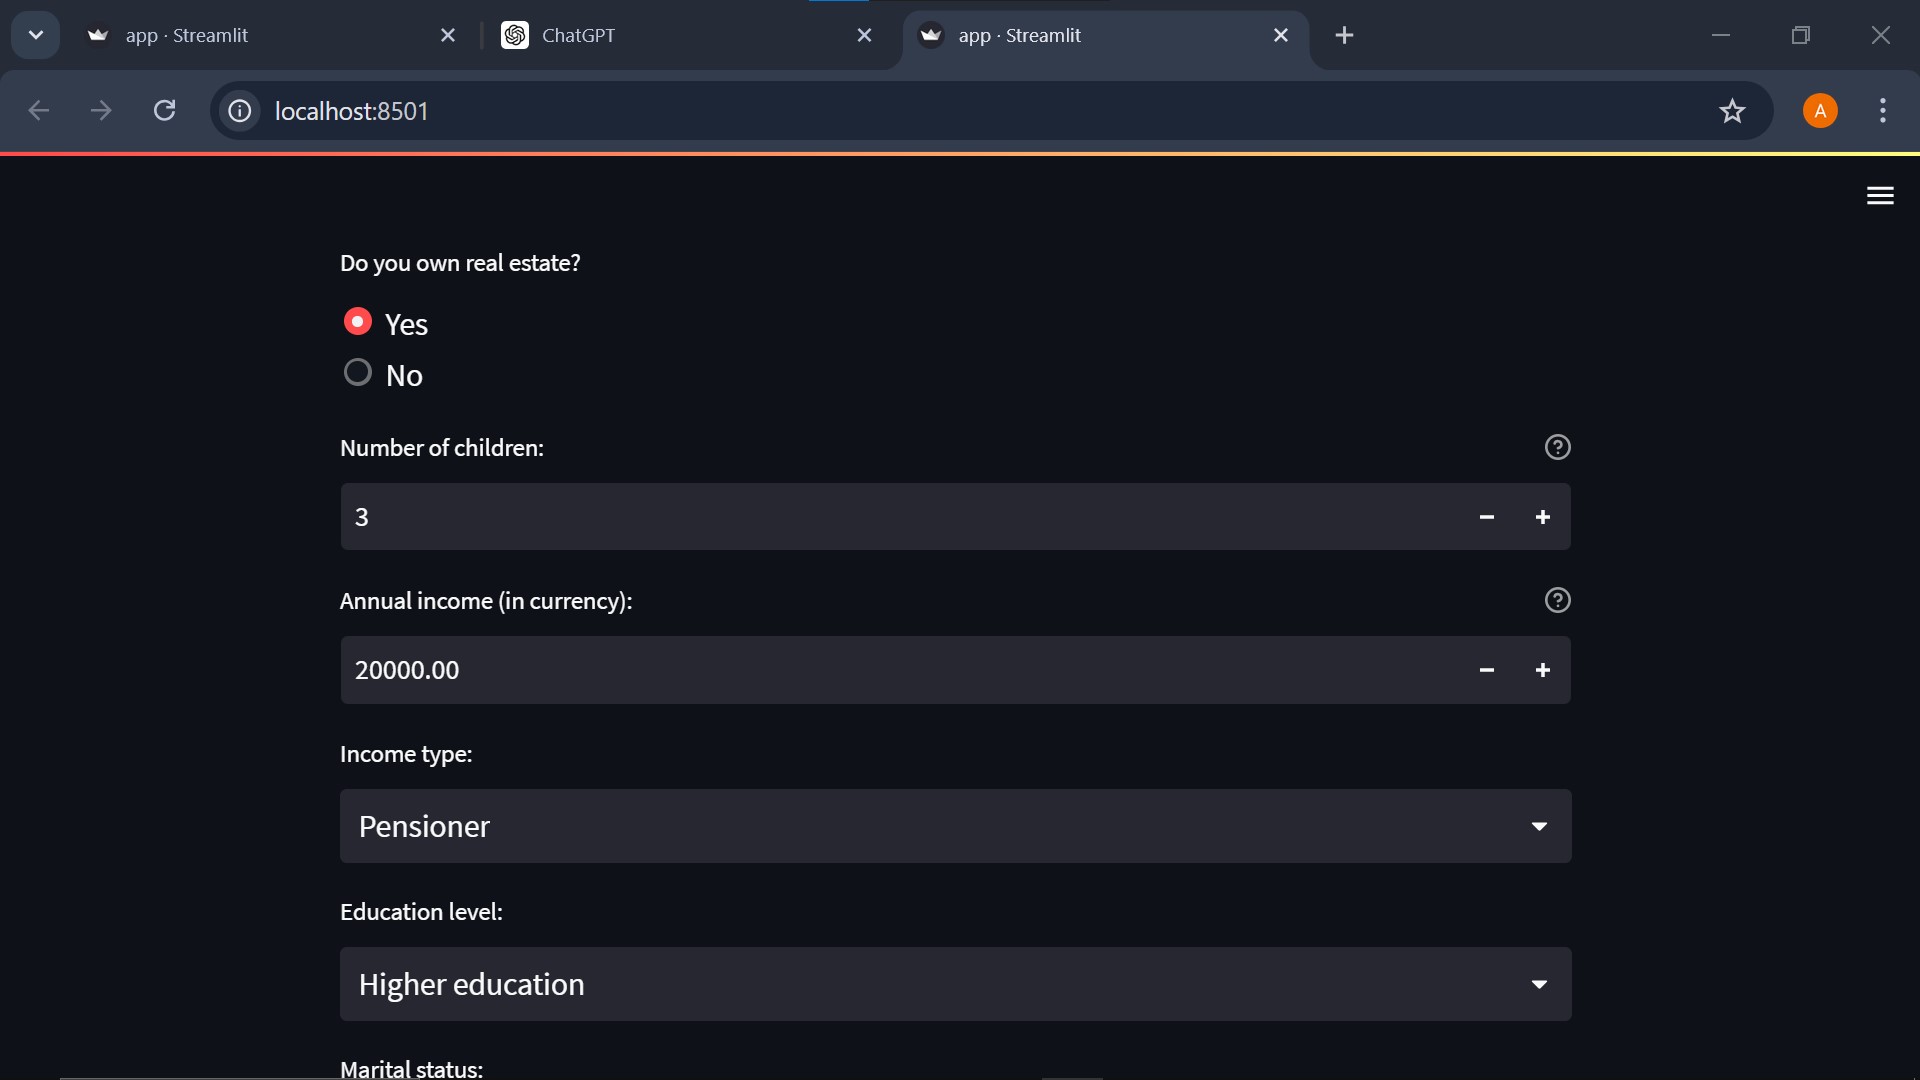 app · Streamlit
ChatGPT
app · Streamlit
localhost:8501
A
Do you own real estate?
Yes
No
Number of children:
3
Annual income (in currency):
20000.00
Income type:
Pensioner
Education level:
Higher education
Marital status: